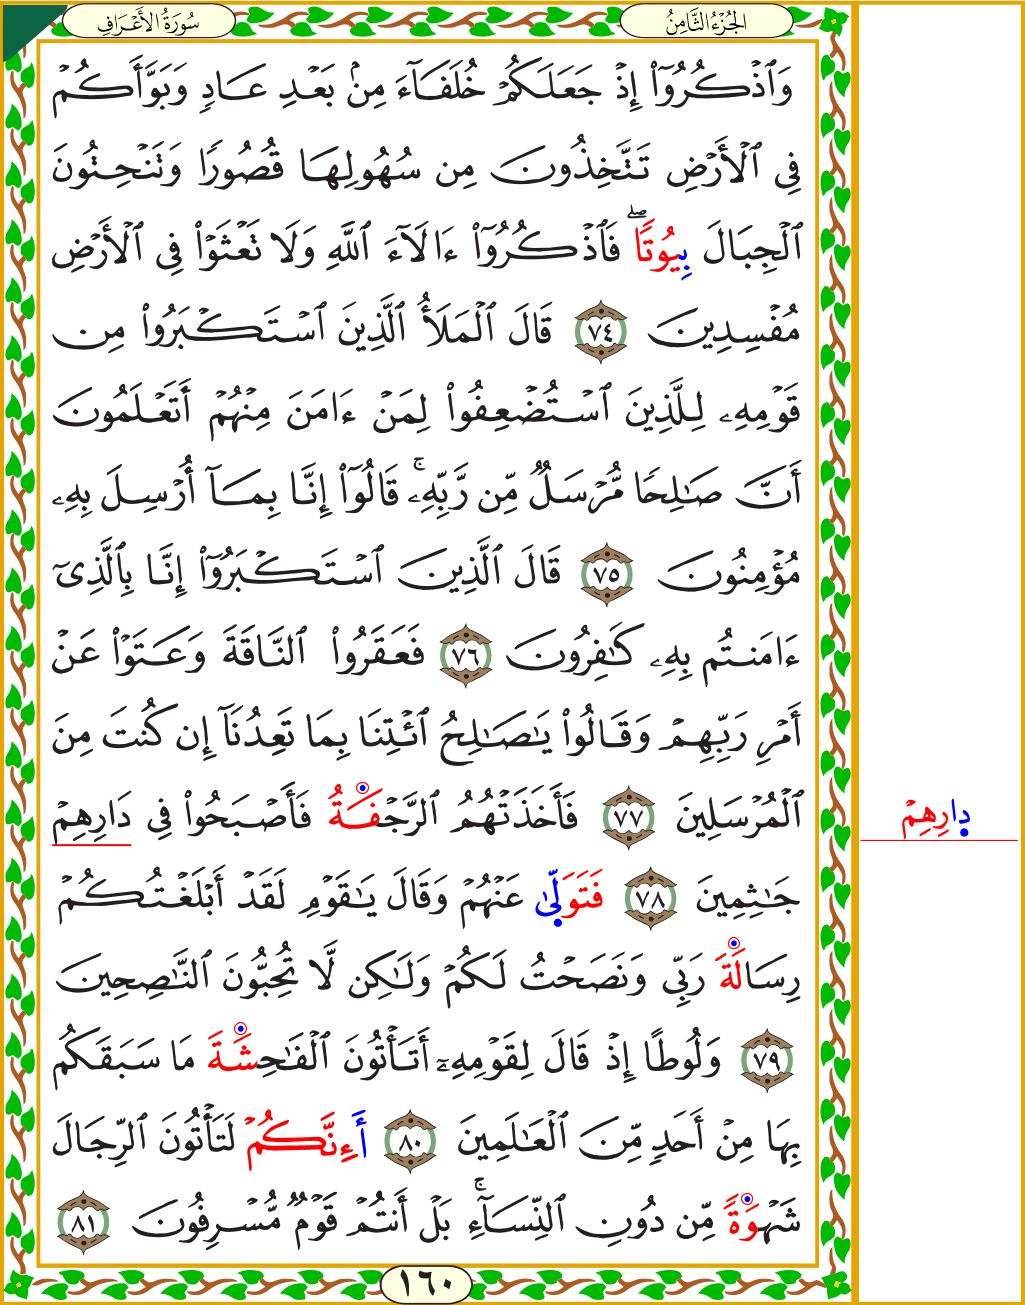 الجُزْءُ الثَّامِنُ
سُورَةُ الأَعْرَافِ
وَٱذْكُرُوٓا۟ إِذْ جَعَلَكُمْ خُلَفَآءَ مِنۢ بَعْدِ عَادٍ وَبَوَّأَكُمْ
فِى ٱلْأَرْضِ تَتَّخِذُونَ مِن سُهُولِهَا قُصُورًا وَتَنْحِتُونَ
ٱلْجِبَالَ بِيُوتًا ۖ فَٱذْكُرُوٓا۟ ءَالَآءَ ٱللَّهِ وَلَا تَعْثَوْا۟ فِى ٱلْأَرْضِ
مُفْسِدِينَ ٧٤ قَالَ ٱلْمَلَأُ ٱلَّذِينَ ٱسْتَكْبَرُوا۟ مِن
قَوْمِهِۦ لِلَّذِينَ ٱسْتُضْعِفُوا۟ لِمَنْ ءَامَنَ مِنْهُمْ أَتَعْلَمُونَ
أَنَّ صَـٰلِحًا مُّرْسَلٌ مِّن رَّبِّهِۦ ۚ قَالُوٓا۟ إِنَّا بِمَآ أُرْسِلَ بِهِۦ
مُؤْمِنُونَ ٧٥ قَالَ ٱلَّذِينَ ٱسْتَكْبَرُوٓا۟ إِنَّا بِٱلَّذِىٓ
ءَامَنتُم بِهِۦ كَـٰفِرُونَ ٧٦ فَعَقَرُوا۟ ٱلنَّاقَةَ وَعَتَوْا۟ عَنْ
أَمْرِ رَبِّهِمْ وَقَالُوا۟ يَـٰصَـٰلِحُ ٱئْتِنَا بِمَا تَعِدُنَآ إِن كُنتَ مِنَ
ٱلْمُرْسَلِينَ ٧٧ فَأَخَذَتْهُمُ ٱلرَّجْفَةُ فَأَصْبَحُوا۟ فِى دَارِهِمْ
دِارِهِمْ
جَـٰثِمِينَ ٧٨ فَتَوَلَّىٰ عَنْهُمْ وَقَالَ يَـٰقَوْمِ لَقَدْ أَبْلَغْتُكُمْ
رِسَالَةَ رَبِّى وَنَصَحْتُ لَكُمْ وَلَـٰكِن لَّا تُحِبُّونَ ٱلنَّـٰصِحِينَ
٧٩ وَلُوطًا إِذْ قَالَ لِقَوْمِهِۦٓ أَتَأْتُونَ ٱلْفَـٰحِشَةَ مَا سَبَقَكُم
بِهَا مِنْ أَحَدٍ مِّنَ ٱلْعَـٰلَمِينَ ٨٠ أَءِنَّكُمْ لَتَأْتُونَ ٱلرِّجَالَ
شَهْوَةً مِّن دُونِ ٱلنِّسَآءِ ۚ بَلْ أَنتُمْ قَوْمٌ مُّسْرِفُونَ ٨١
١٦٠